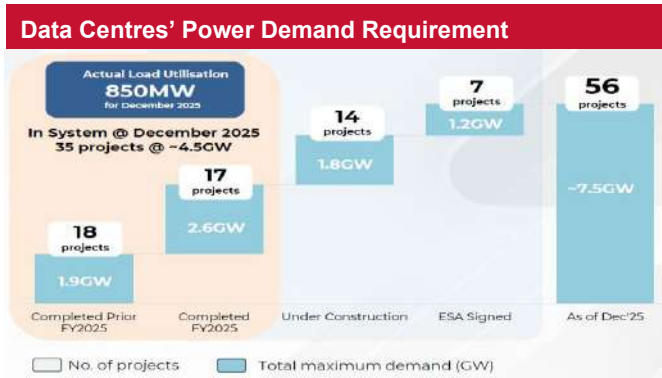 Data Centres' Power Demand Requirement
Actual Load Utilisation
850MW
for December 2025
In System @ December 2025
35 projects @ ~4.5GW
18
projects
1.9GW
17
projects
2.6GW
14
projects
1.8GW
7
projects
1.2GW
56
projects
~7.5GW
Completed Prior
FY2025
Completed
FY2025
Under Construction
ESA Signed
As of Dec'25
No. of projects
Total maximum demand (GW)